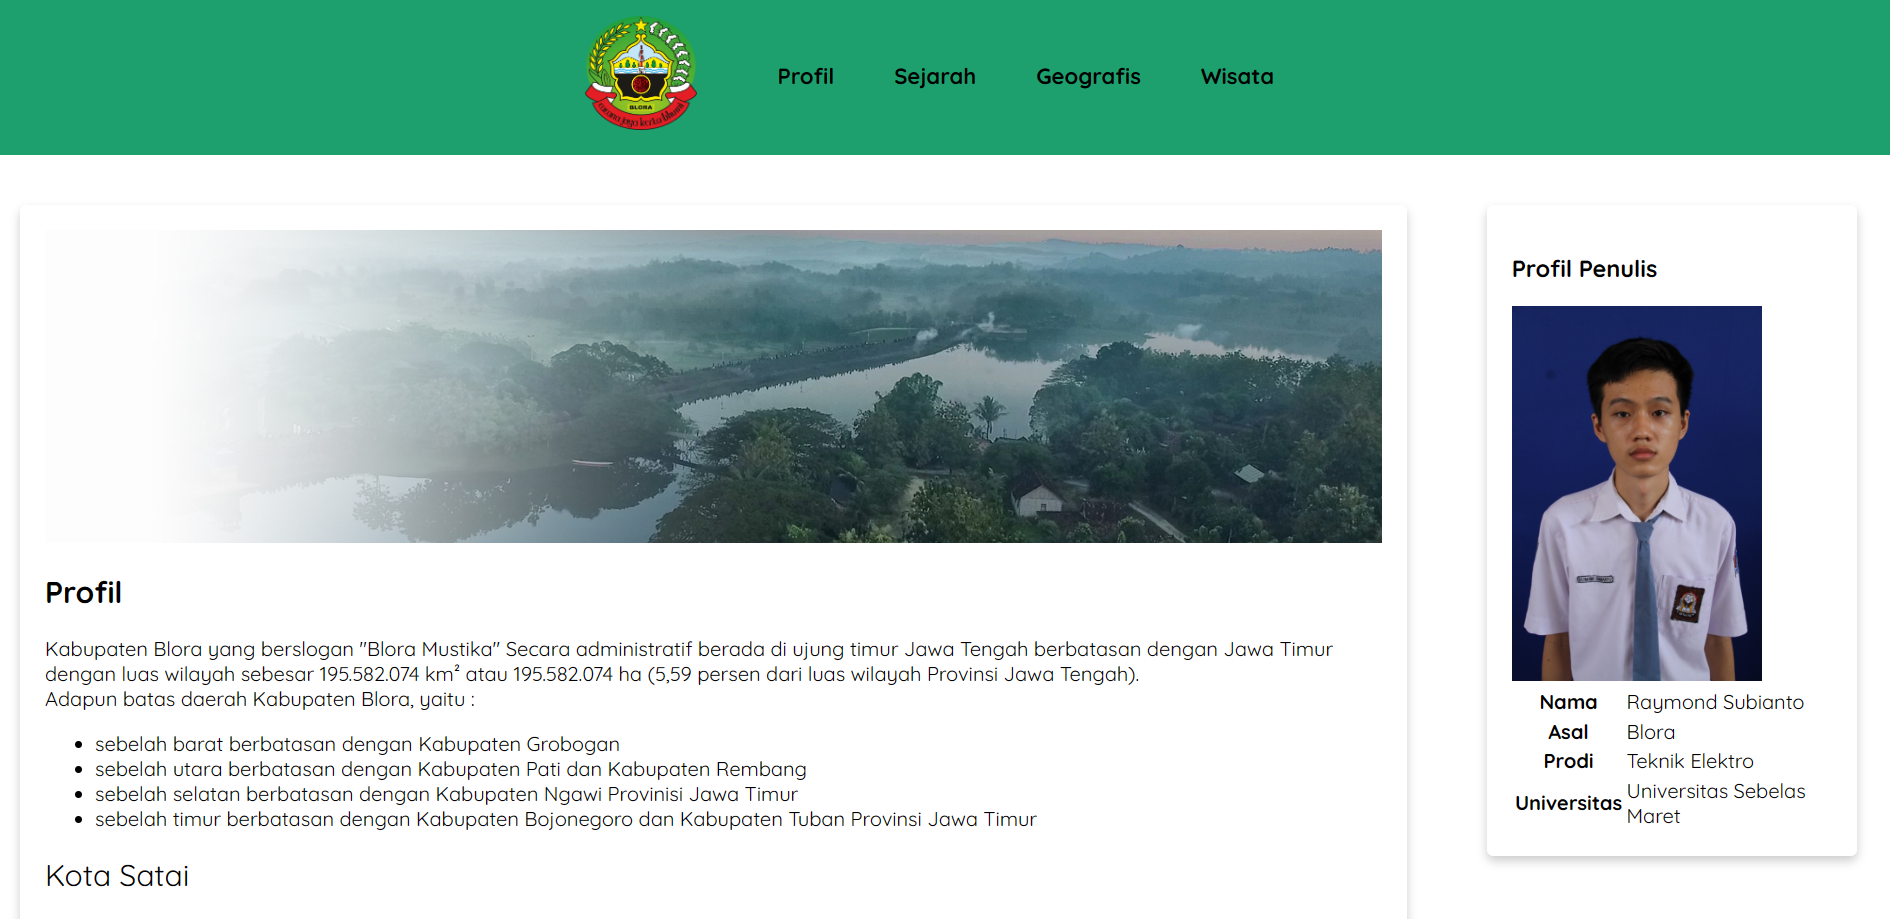 BLORA
Profil
Sejarah
Geografis
Wisata
Profil
Kabupaten Blora yang berslogan "Blora Mustika" Secara administratif berada di ujung timur Jawa Tengah berbatasan dengan Jawa Timur
dengan luas wilayah sebesar 195.582.074 km² atau 195.582.074 ha (5,59 persen dari luas wilayah Provinsi Jawa Tengah).
Adapun batas daerah Kabupaten Blora, yaitu :
sebelah barat berbatasan dengan Kabupaten Grobogan
sebelah utara berbatasan dengan Kabupaten Pati dan Kabupaten Rembang
sebelah selatan berbatasan dengan Kabupaten Ngawi Provinisi Jawa Timur
sebelah timur berbatasan dengan Kabupaten Bojonegoro dan Kabupaten Tuban Provinsi Jawa Timur
Kota Satai
Profil Penulis
Nama Raymond Subianto
Asal Blora
Prodi Teknik Elektro
Universitas Universitas Sebelas
Maret